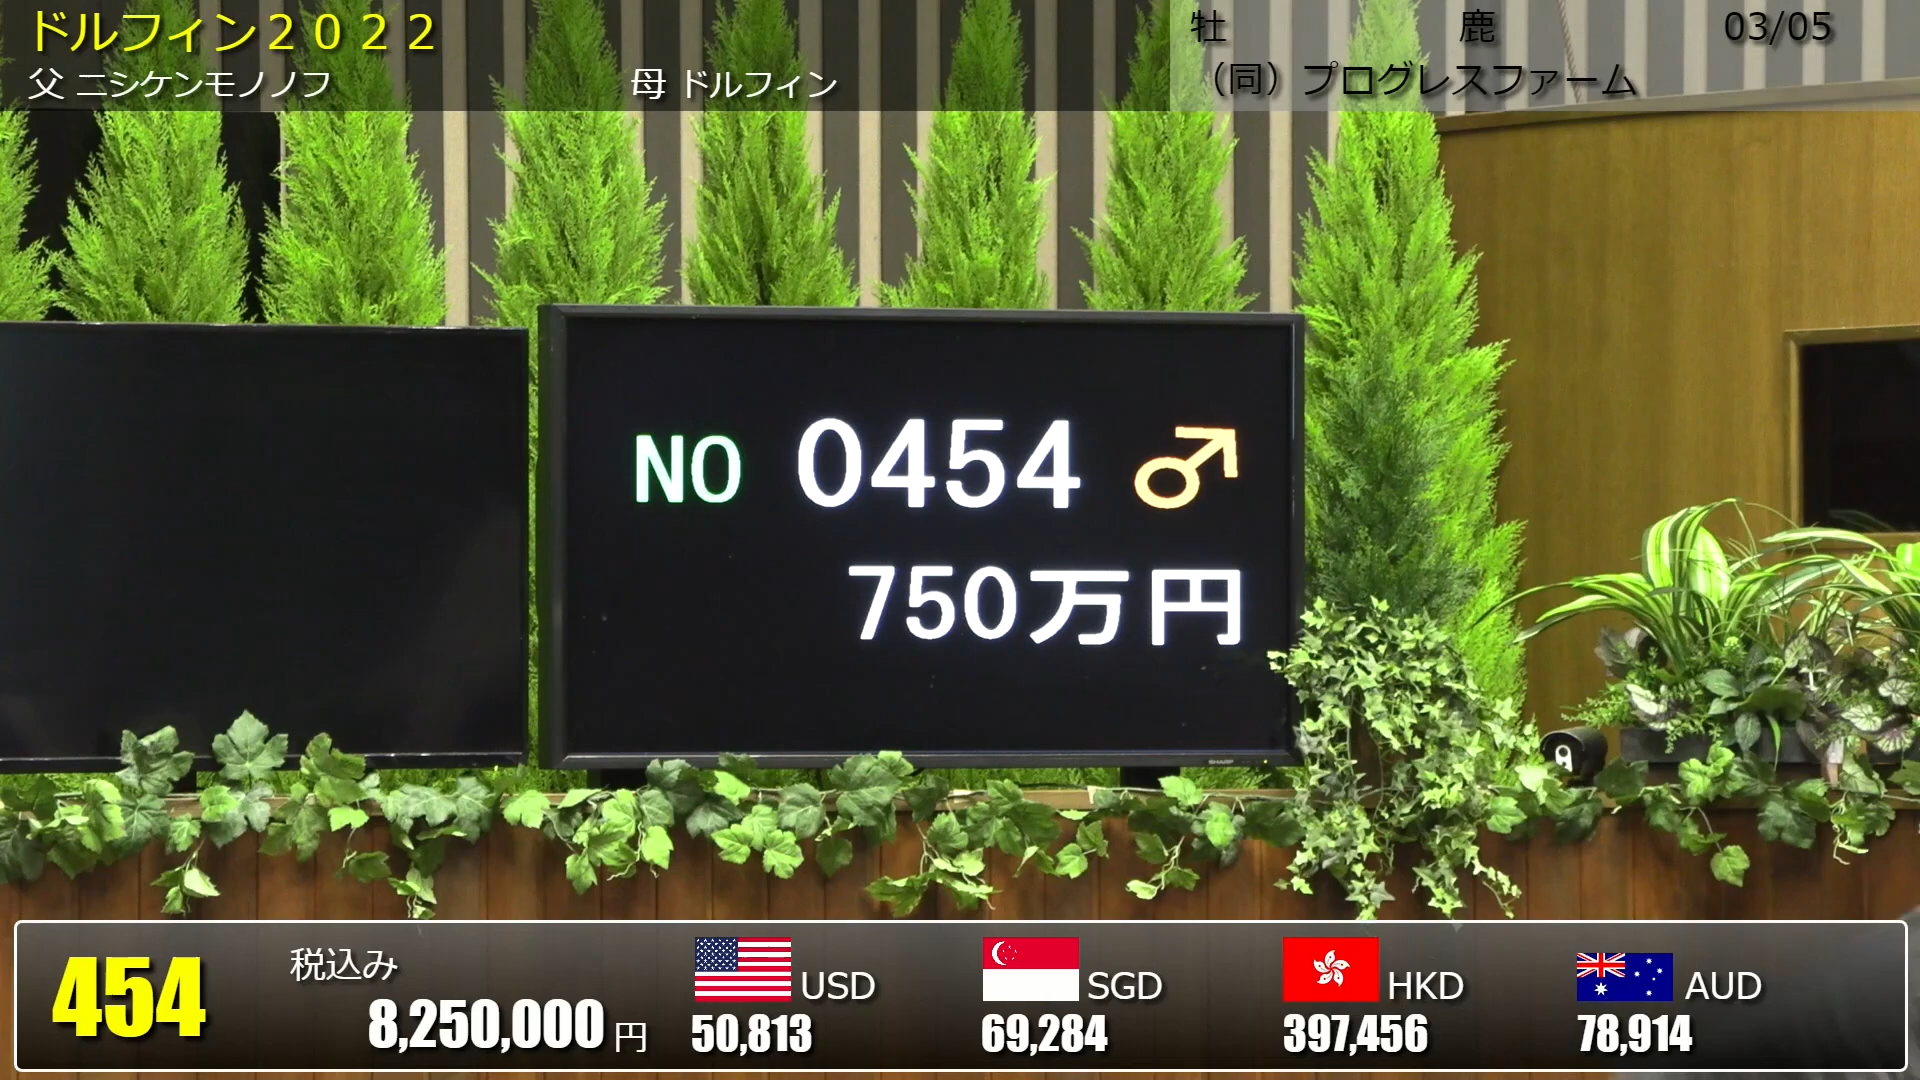 ドルフィン２０２２
父 ニシケンモノノフ 母 ドルフィン
牡 鹿 03/05
（同）プログレスファーム
NO 0454 ♂
750万円
SHARP
454 税込み 8,250,000 円
USD 50,813
SGD 69,284
HKD 397,456
AUD 78,914